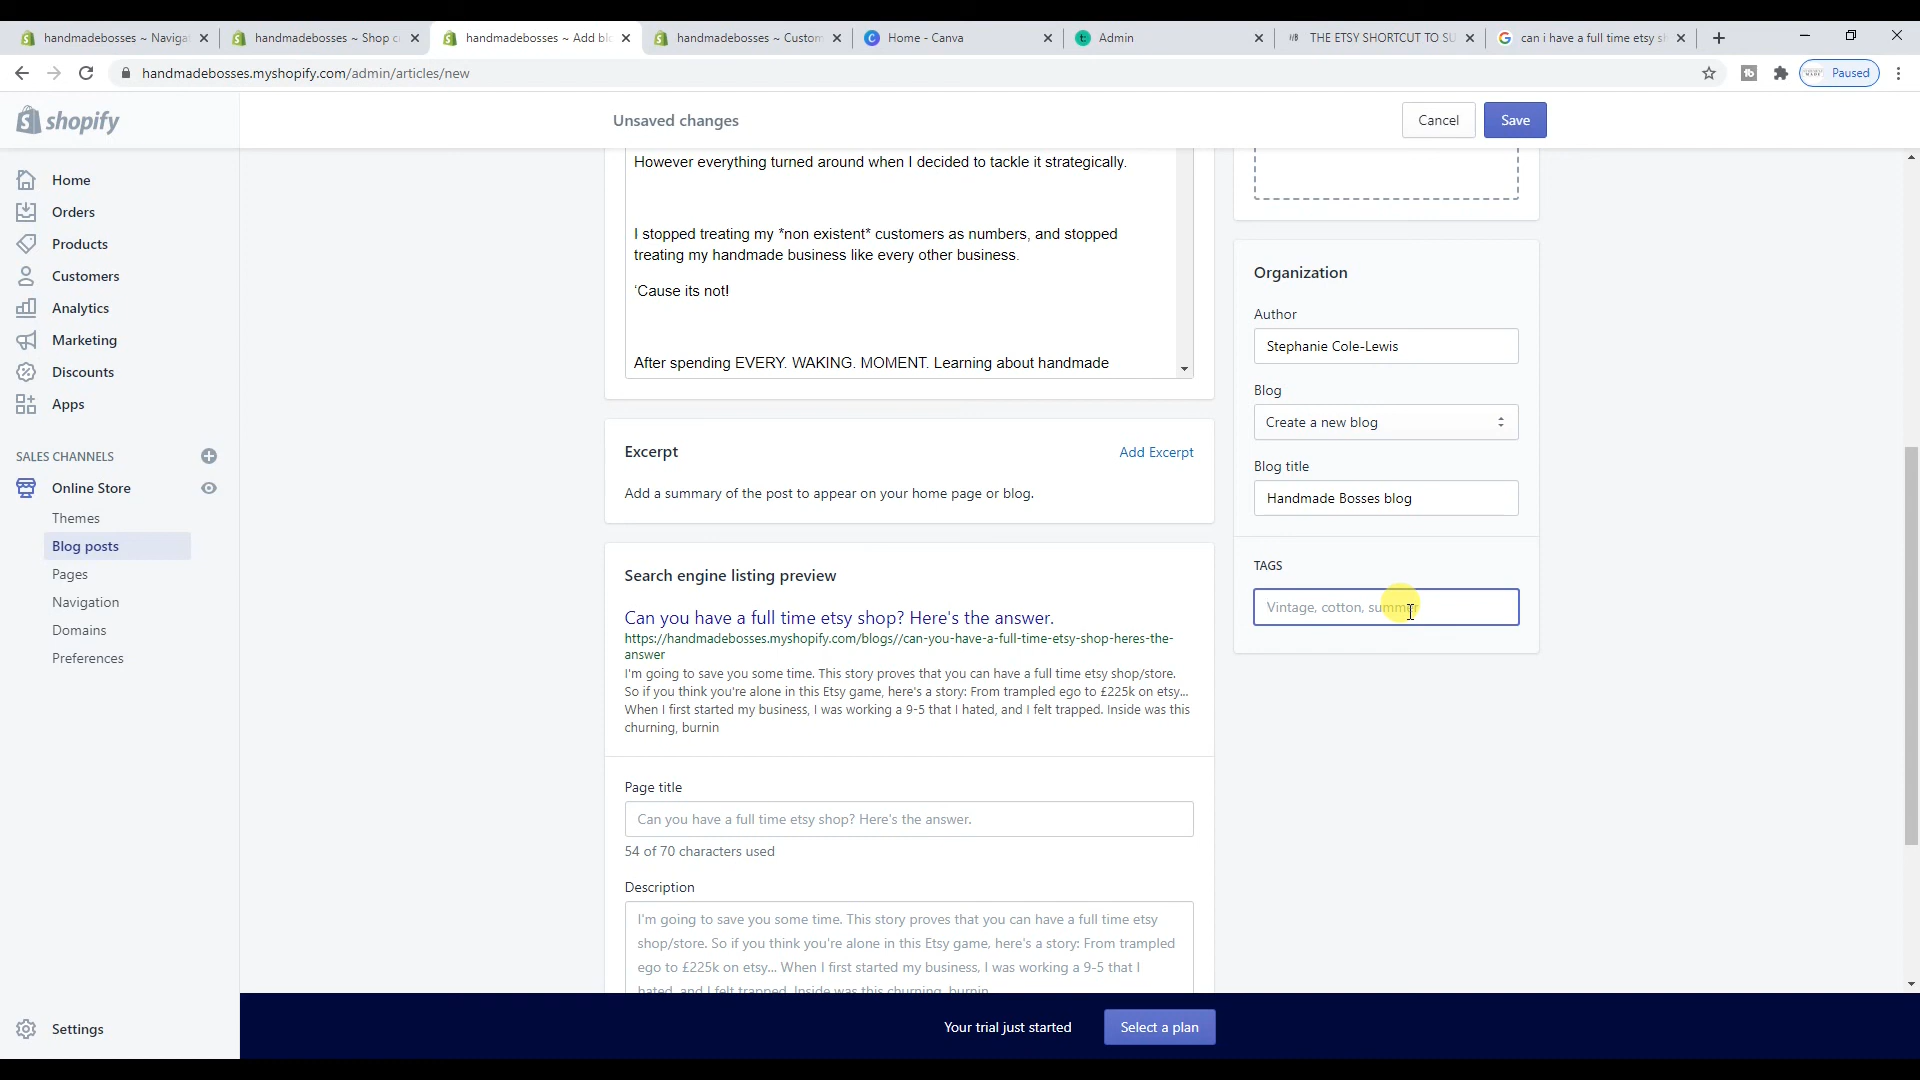 handmadebosses ~ Naviga
handmadebosses ~ Shop c
handmadebosses ~ Add bl
handmadebosses ~ Custom
Home - Canva
Admin
THE ETSY SHORTCUT TO SU
can i have a full time etsy s
handmadebosses.myshopify.com/admin/articles/new
Paused
shopify
Unsaved changes
Cancel
Save
Home
Orders
Products
Customers
Analytics
Marketing
Discounts
Apps
SALES CHANNELS
Online Store
Themes
Blog posts
Pages
Navigation
Domains
Preferences
Settings
However everything turned around when I decided to tackle it strategically.
I stopped treating my *non existent* customers as numbers, and stopped
treating my handmade business like every other business.
‘Cause its not!
After spending EVERY. WAKING. MOMENT. Learning about handmade
Excerpt
Add Excerpt
Add a summary of the post to appear on your home page or blog.
Search engine listing preview
Can you have a full time etsy shop? Here's the answer.
https://handmadebosses.myshopify.com/blogs//can-you-have-a-full-time-etsy-shop-heres-the-
answer
I'm going to save you some time. This story proves that you can have a full time etsy shop/store.
So if you think you're alone in this Etsy game, here's a story: From trampled ego to £225k on etsy...
When I first started my business, I was working a 9-5 that I hated, and I felt trapped. Inside was this
churning, burnin
Page title
Can you have a full time etsy shop? Here's the answer.
54 of 70 characters used
Description
I'm going to save you some time. This story proves that you can have a full time etsy
shop/store. So if you think you're alone in this Etsy game, here's a story: From trampled
ego to £225k on etsy... When I first started my business, I was working a 9-5 that I
hated, and I felt trapped. Inside was this churning, burnin
Organization
Author
Stephanie Cole-Lewis
Blog
Create a new blog
Blog title
Handmade Bosses blog
TAGS
Vintage, cotton, summer
Your trial just started
Select a plan